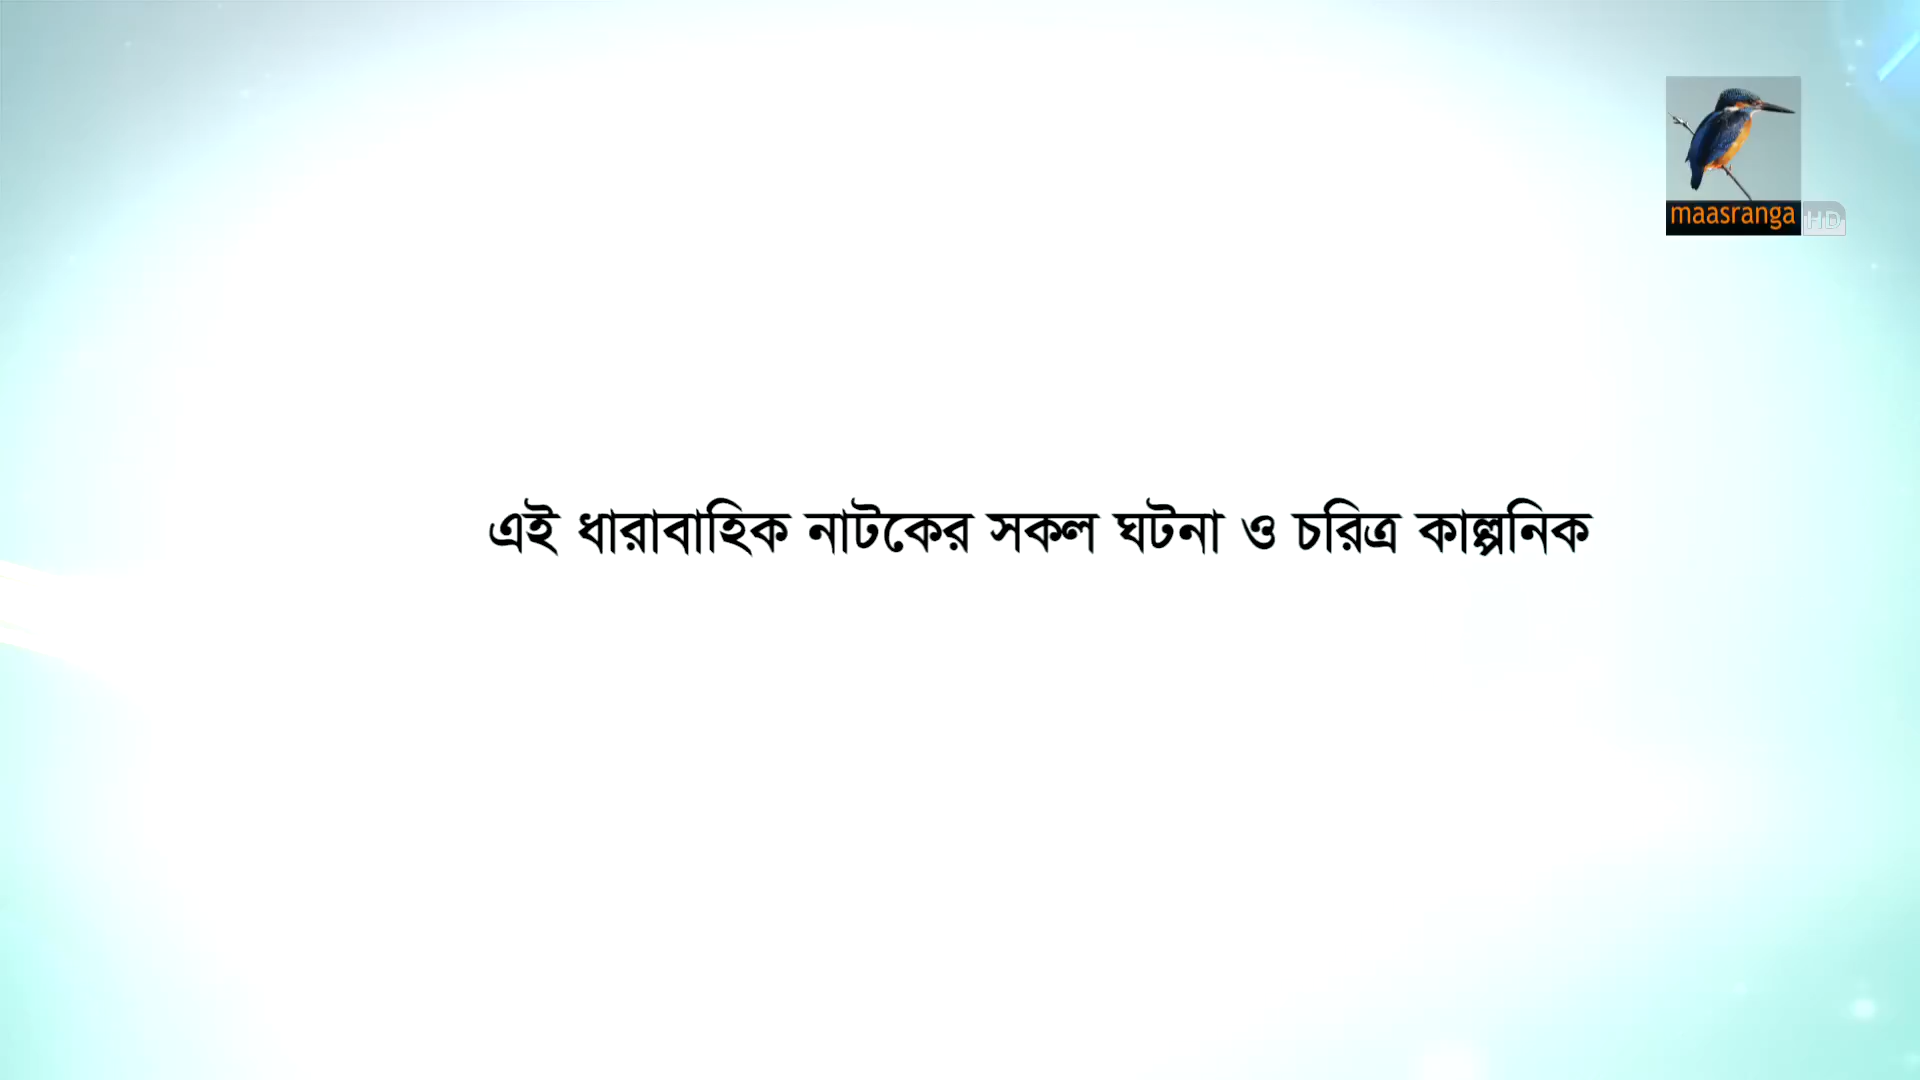 maasranga HD
এই ধারাবাহিক নাটকের সকল ঘটনা ও চরিত্র কাল্পনিক